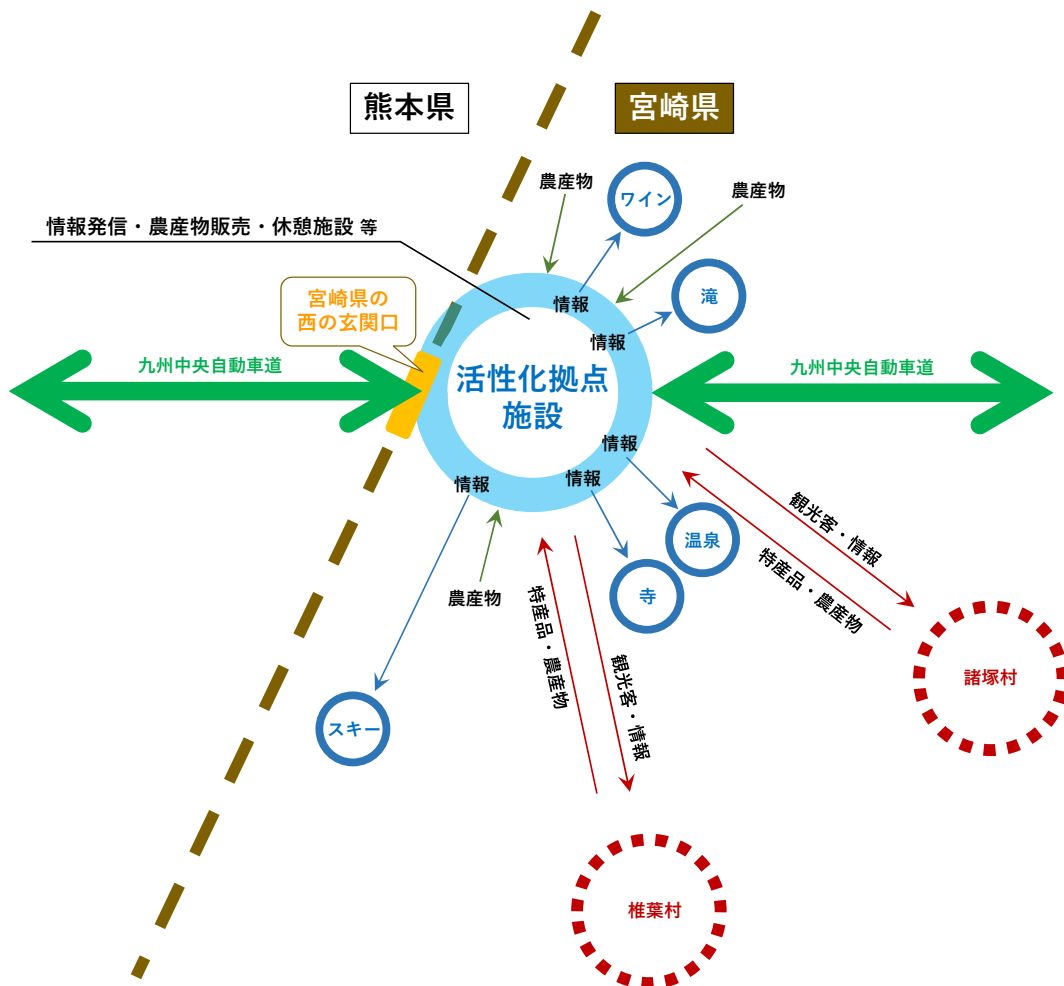 熊本県
宮崎県
農産物
ワイン
農産物
情報発信・農産物販売・休憩施設 等
滝
宮崎県の
西の玄関口
情報
情報
九州中央自動車道
活性化拠点
施設
九州中央自動車道
情報
情報
情報
観光客・情報
特産品・農産物
温泉
寺
農産物
特産品・農産物
観光客・情報
諸塚村
スキー
椎葉村